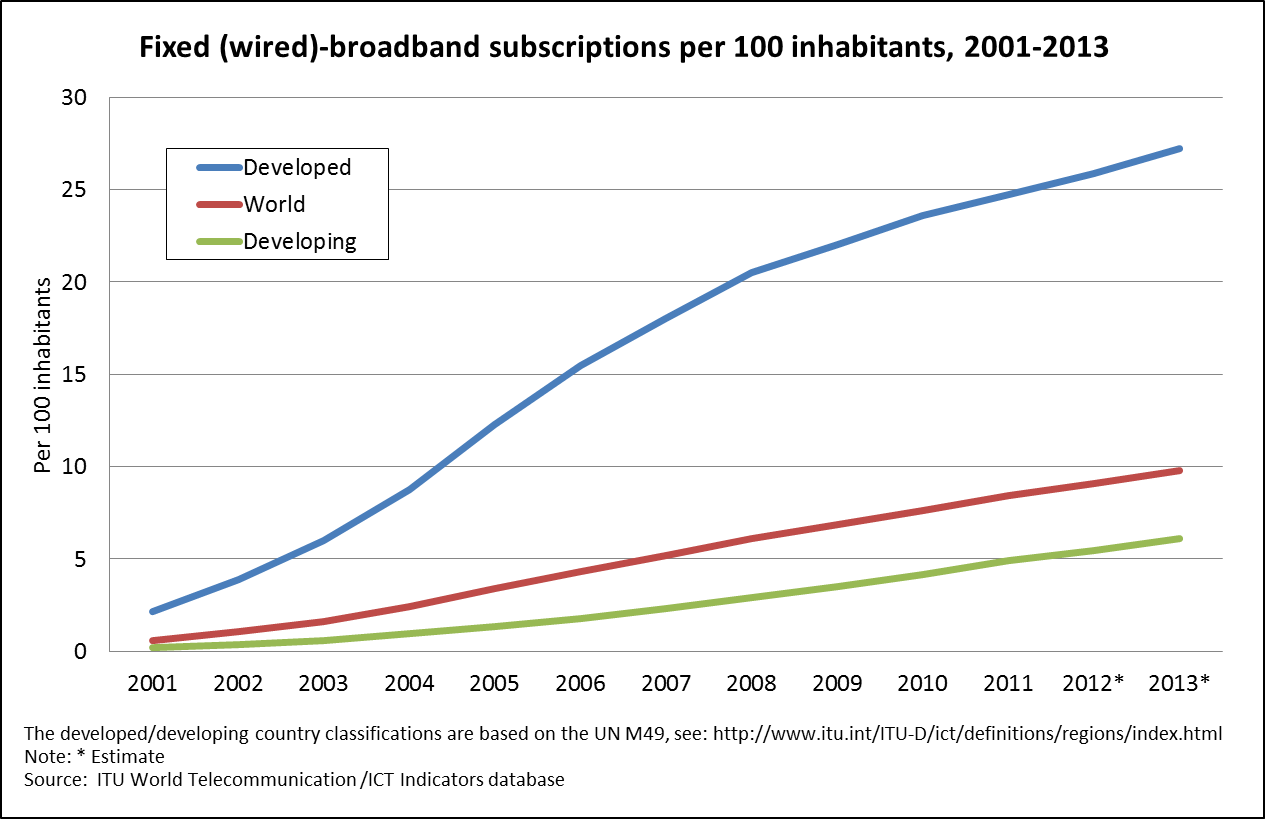 Fixed (wired)-broadband subscriptions per 100 inhabitants, 2001-2013
30
25
20
15
10
5
0
Per 100 inhabitants
Developed
World
Developing
2001 2002 2003 2004 2005 2006 2007 2008 2009 2010 2011 2012* 2013*
The developed/developing country classifications are based on the UN M49, see: http://www.itu.int/ITU-D/ict/definitions/regions/index.html
Note: * Estimate
Source: ITU World Telecommunication /ICT Indicators database